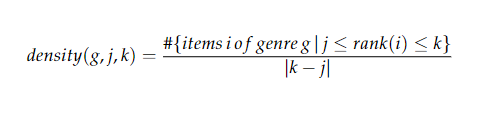 density(g, j, k) = #{items i of genre g | j ≤ rank(i) ≤ k} / |k − j|